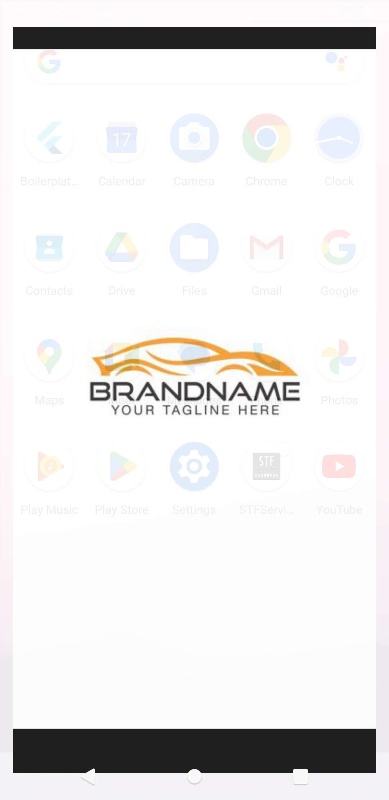 17
Boilerplat...
Calendar
Camera
Chrome
Clock
Contacts
Drive
Files
Gmail
Google
BRANDNAME
YOUR TAGLINE HERE
Maps
Photos
STF
Play Music
Play Store
Settings
STFServi...
YouTube